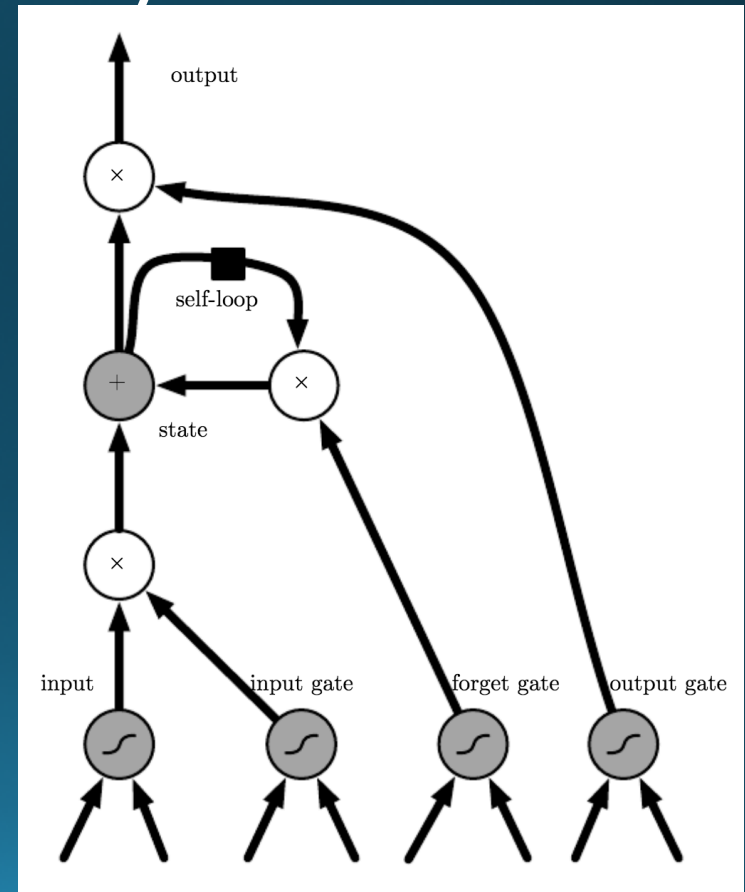 output
×
self-loop
+
×
state
×
input
input gate
forget gate
output gate